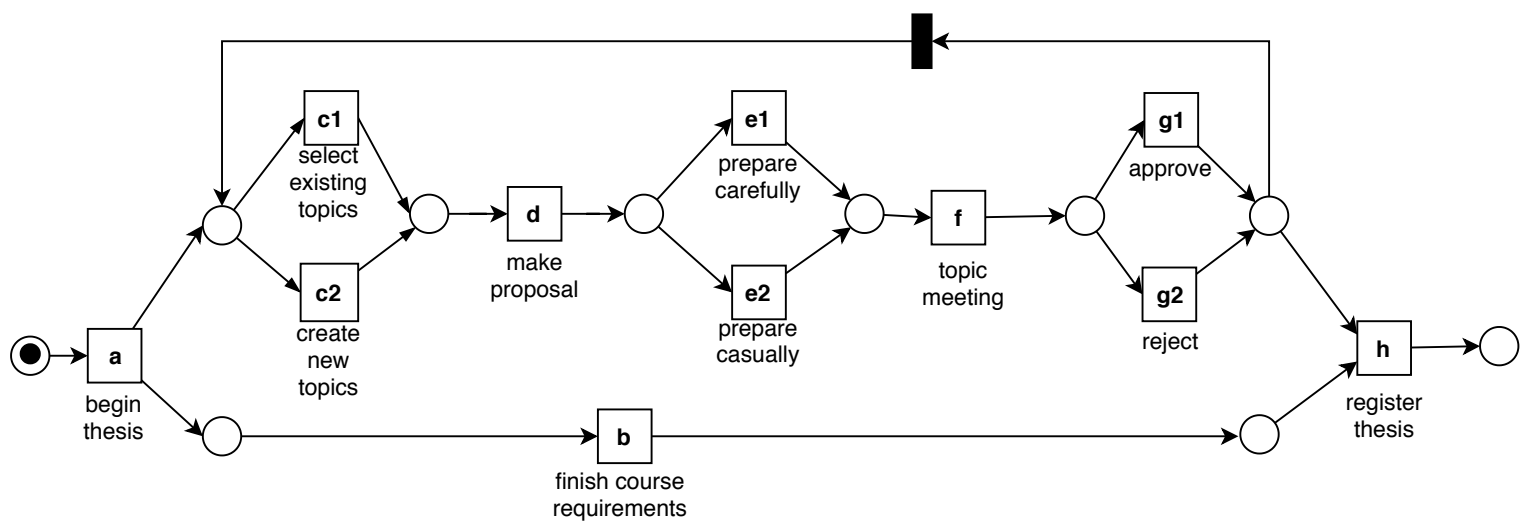 c1
select
existing
topics
c2
create
new
topics
a
begin
thesis
d
make
proposal
e1
prepare
carefully
e2
prepare
casually
f
topic
meeting
g1
approve
g2
reject
b
finish course
requirements
h
register
thesis